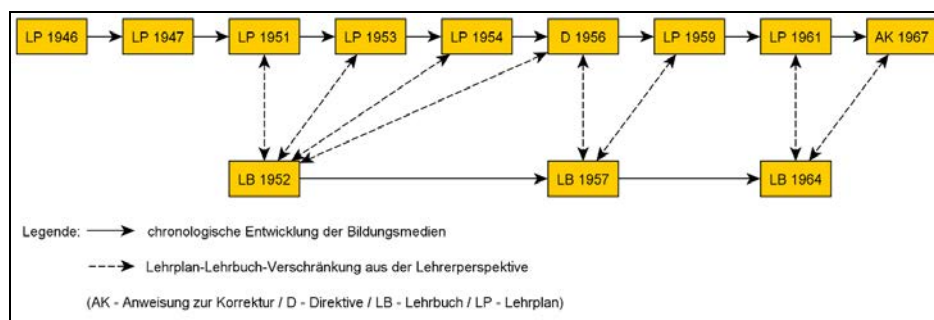 LP 1946 LP 1947 LP 1951 LP 1953 LP 1954 D 1956 LP 1959 LP 1961 AK 1967
LB 1952 LB 1957 LB 1964
Legende: chronologische Entwicklung der Bildungsmedien
Lehrplan-Lehrbuch-Verschränkung aus der Lehrerperspektive
(AK - Anweisung zur Korrektur / D - Direktive / LB - Lehrbuch / LP - Lehrplan)